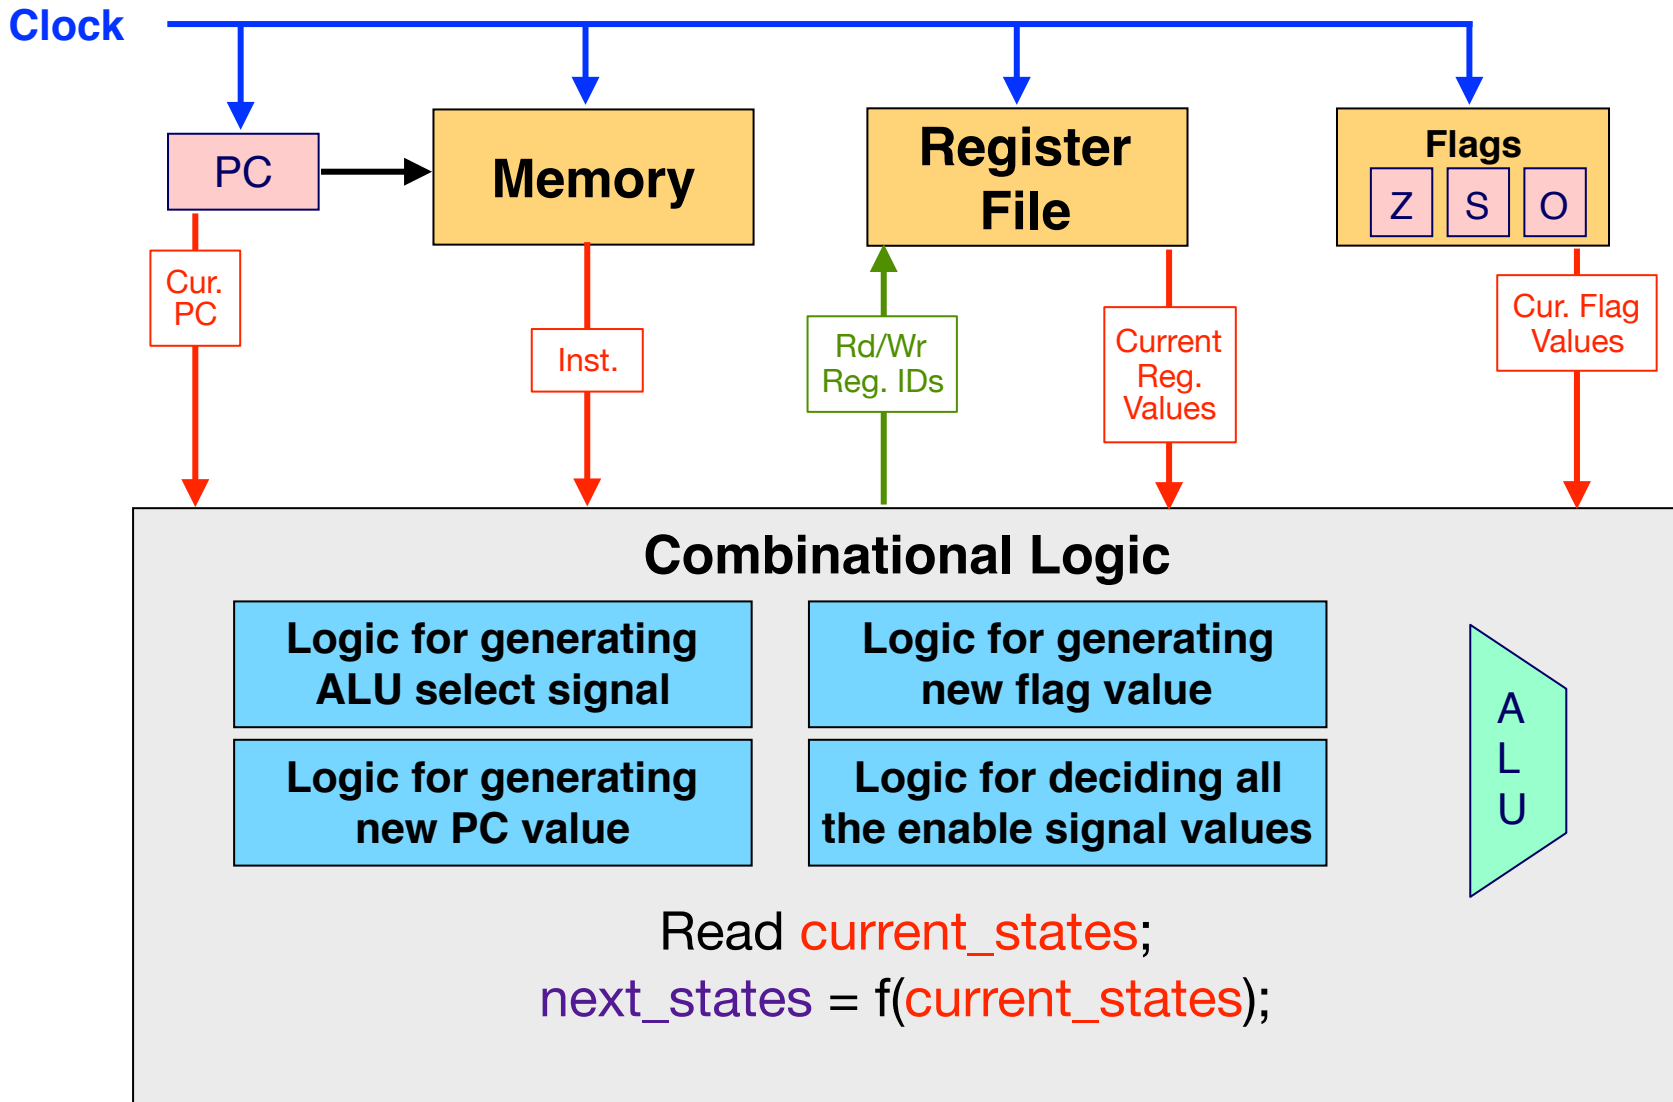 Clock
PC
Memory
Register
File
Flags
Z S O
Cur.
PC
Inst.
Rd/Wr
Reg. IDs
Current
Reg.
Values
Cur. Flag
Values
Combinational Logic
Logic for generating
ALU select signal
Logic for generating
new flag value
Logic for generating
new PC value
Logic for deciding all
the enable signal values
A
L
U
Read current_states;
next_states = f(current_states);